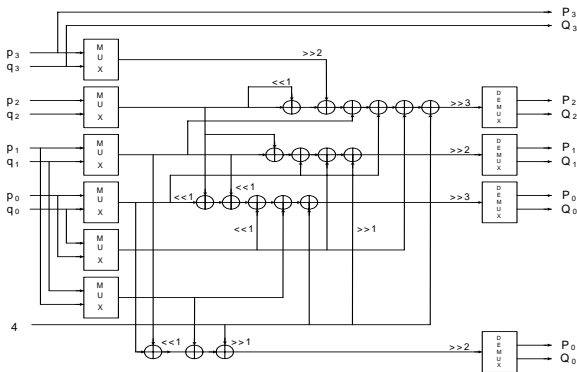 P3
Q3
p3
q3
MUX
>>2
<<1
p2
q2
MUX
>>3
DEMUX
P2
Q2
p1
q1
MUX
>>2
DEMUX
P1
Q1
p0
q0
MUX
<<1
<<1
>>3
DEMUX
P0
Q0
MUX
<<1
>>1
MUX
4
<<1
>>1
>>2
DEMUX
P0
Q0